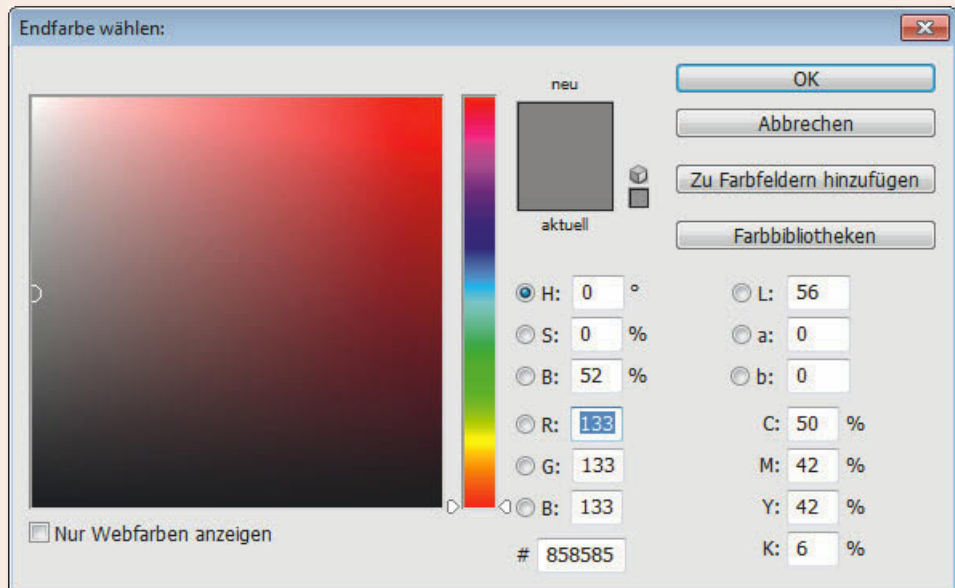 Endfarbe wählen:
neu
aktuell
OK
Abbrechen
Zu Farbfeldern hinzufügen
Farbbibliotheken
H: 0 °
S: 0 %
B: 52 %
R: 133
G: 133
B: 133
# 858585
L: 56
a: 0
b: 0
C: 50 %
M: 42 %
Y: 42 %
K: 6 %
Nur Webfarben anzeigen